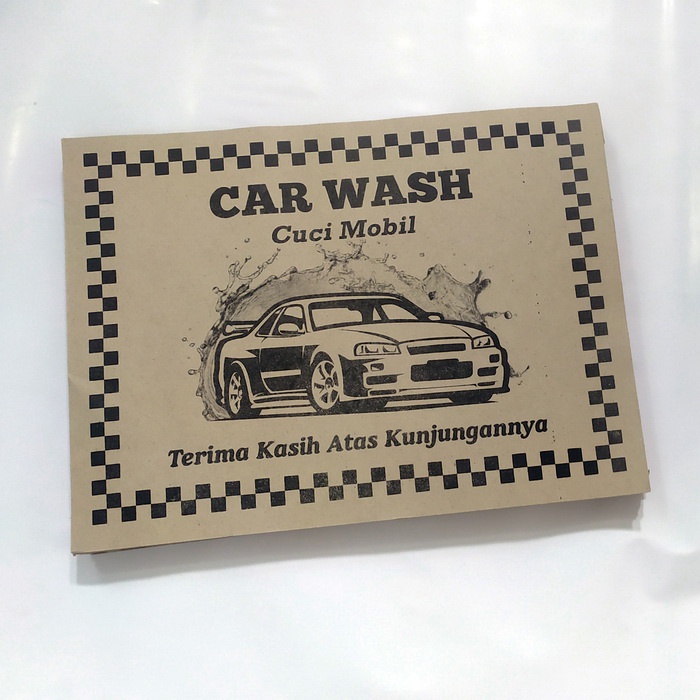 CAR WASH
Cuci Mobil
Terima Kasih Atas Kunjungannya